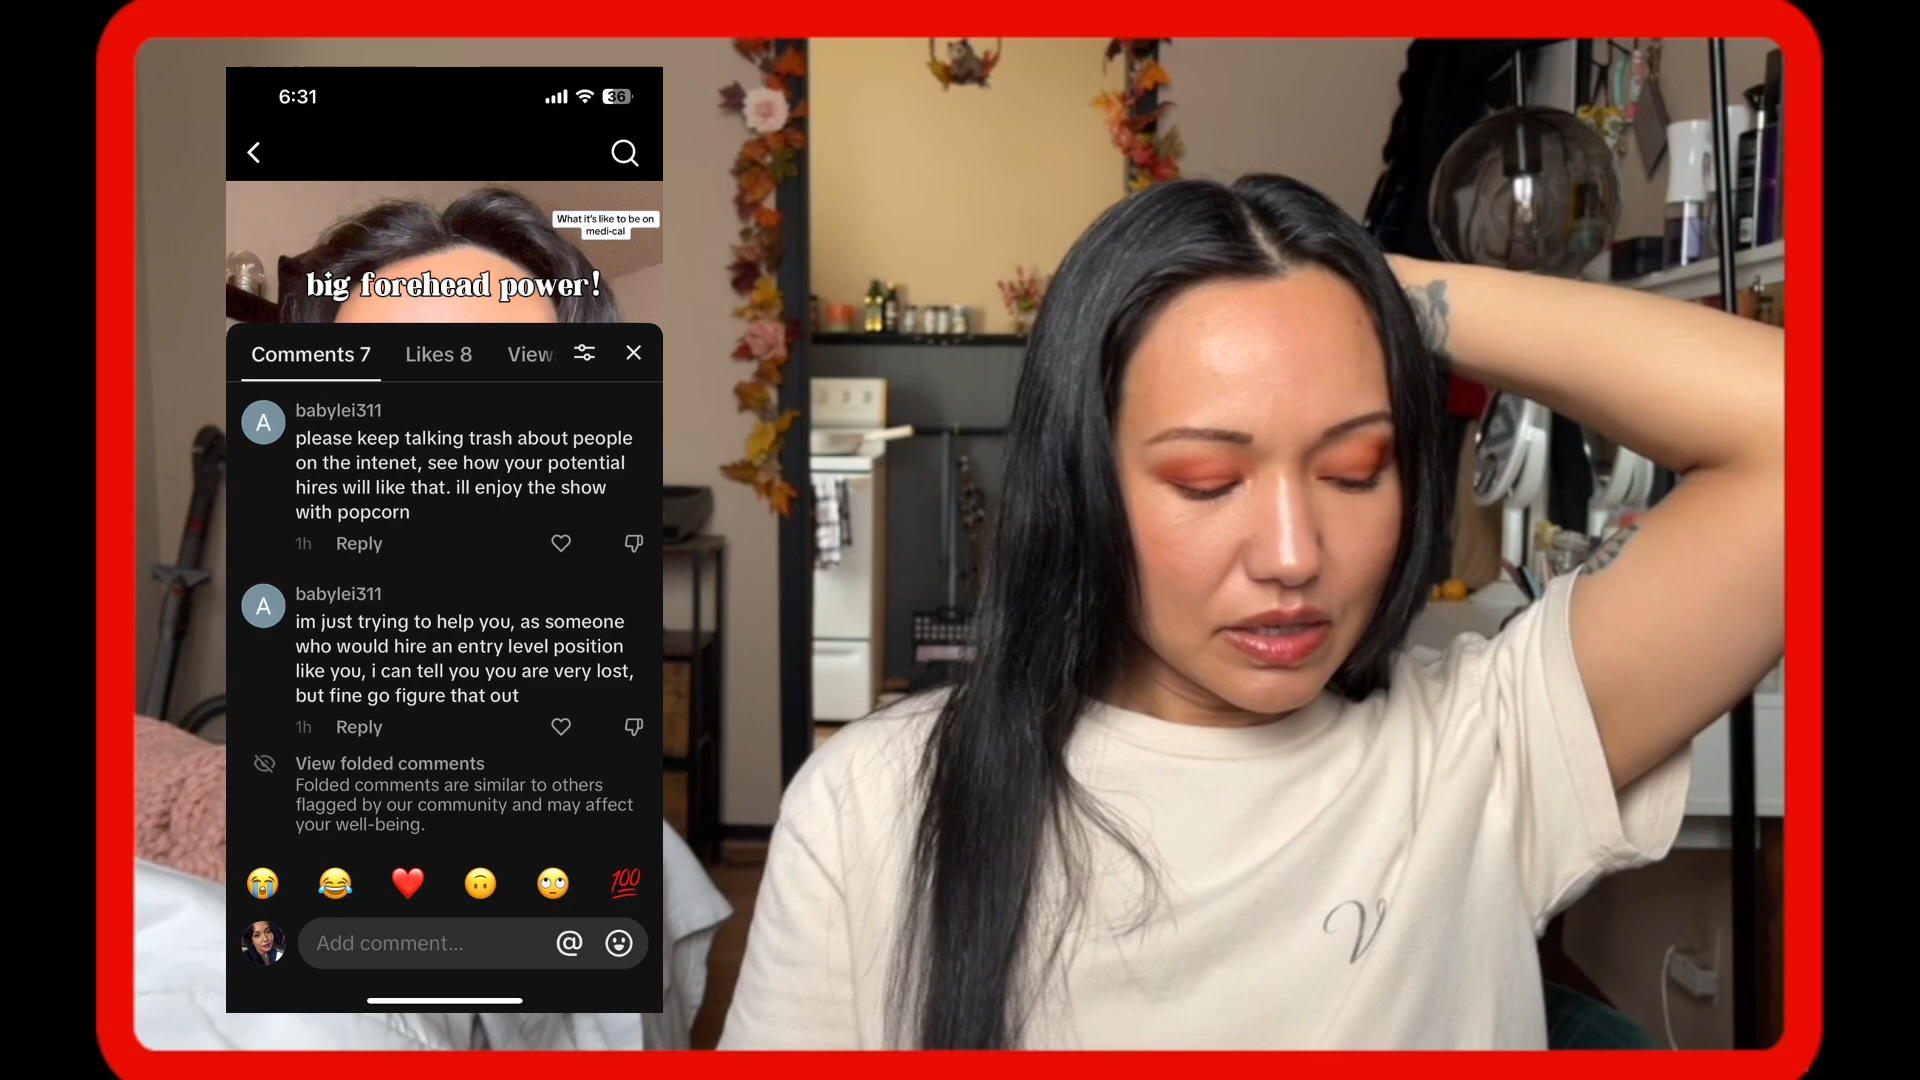 6:31
36
What it's like to be on
medi-cal
big forehead power!
Comments 7
Likes 8
View
A
babylei311
please keep talking trash about people
on the intenet, see how your potential
hires will like that. ill enjoy the show
with popcorn
1h
Reply
A
babylei311
im just trying to help you, as someone
who would hire an entry level position
like you, i can tell you you are very lost,
but fine go figure that out
1h
Reply
View folded comments
Folded comments are similar to others
flagged by our community and may affect
your well-being.
100
Add comment...
@
V